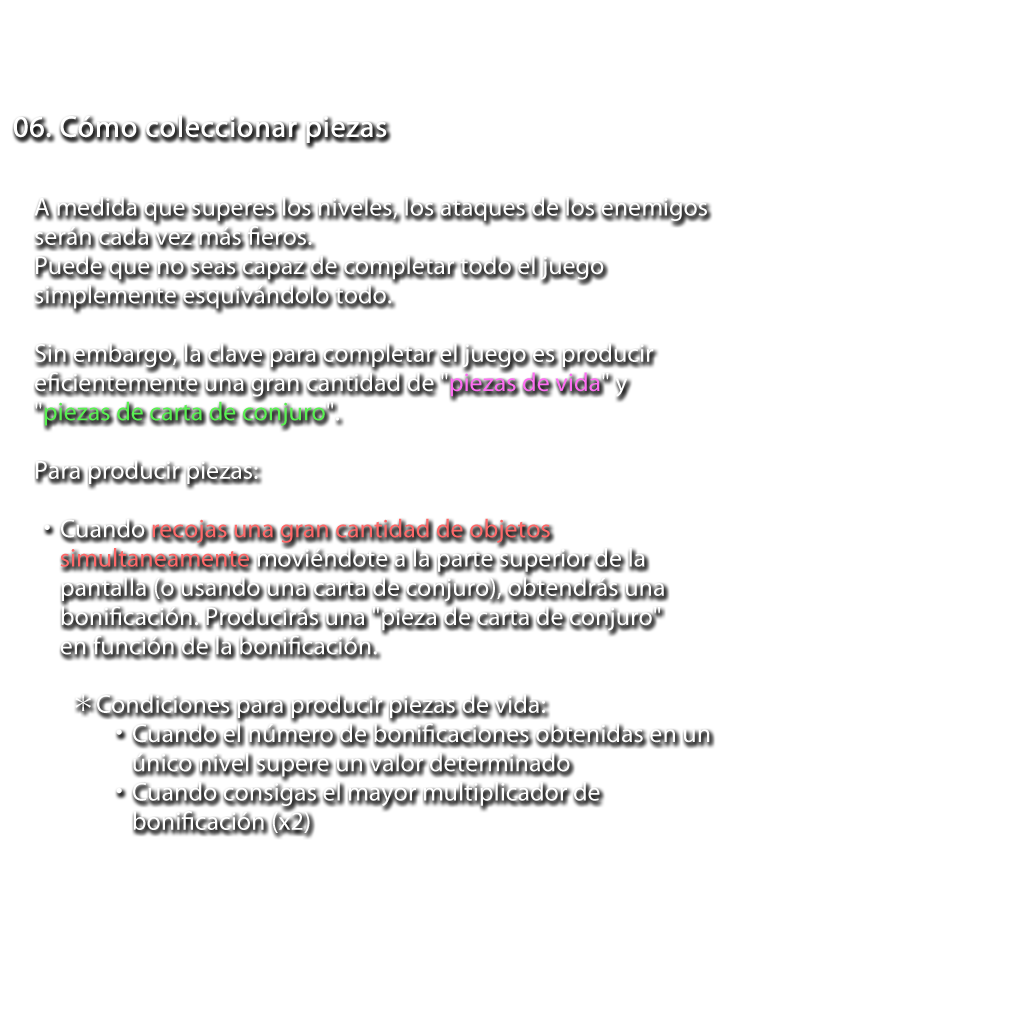 06. Cómo coleccionar piezas
A medida que superes los niveles, los ataques de los enemigos
serán cada vez más fieros.
Puede que no seas capaz de completar todo el juego
simplemente esquivándolo todo.
Sin embargo, la clave para completar el juego es producir
eficientemente una gran cantidad de "piezas de vida" y
"piezas de carta de conjuro".
Para producir piezas:
・Cuando recojas una gran cantidad de objetos
simultaneamente moviéndote a la parte superior de la
pantalla (o usando una carta de conjuro), obtendrás una
bonificación. Producirás una "pieza de carta de conjuro"
en función de la bonificación.
＊Condiciones para producir piezas de vida:
・Cuando el número de bonificaciones obtenidas en un
único nivel supere un valor determinado
・Cuando consigas el mayor multiplicador de
bonificación (x2)